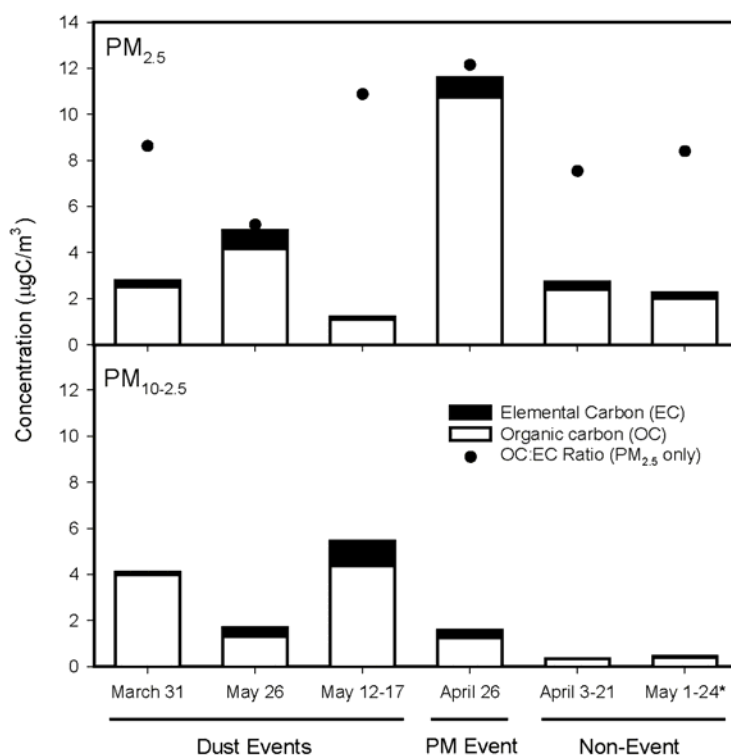 14
PM2.5
12
10
8
6
4
2
0
Concentration (μgC/m³)
PM10-2.5
12
10
8
6
4
2
0
Elemental Carbon (EC)
Organic carbon (OC)
OC:EC Ratio (PM2.5 only)
March 31 May 26 May 12-17 April 26 April 3-21 May 1-24*
Dust Events PM Event Non-Event